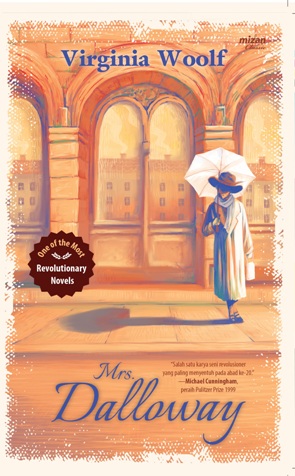 mizan
Virginia Woolf
One of the Most
Revolutionary
Novels
"Salah satu karya seni revolusioner
yang paling menyentuh pada abad ke-20."
— Michael Cunningham,
peraih Pulitzer Prize 1999
Mrs.
Dalloway